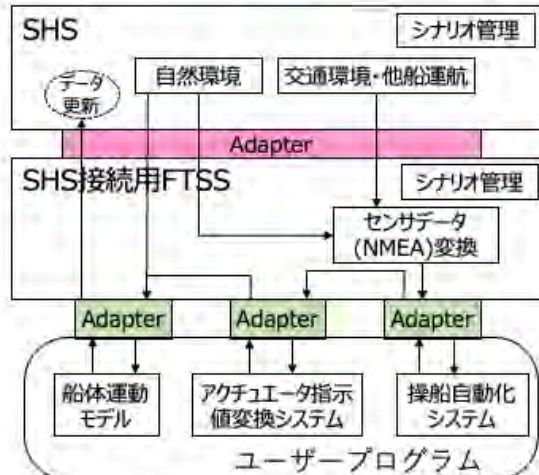 SHS
シナリオ管理
データ
更新
自然環境
交通環境・他船運航
Adapter
SHS接続用FTSS
シナリオ管理
センサデータ
(NMEA)変換
Adapter
Adapter
Adapter
船体運動
モデル
アクチュエータ指示
値変換システム
操船自動化
システム
ユーザープログラム